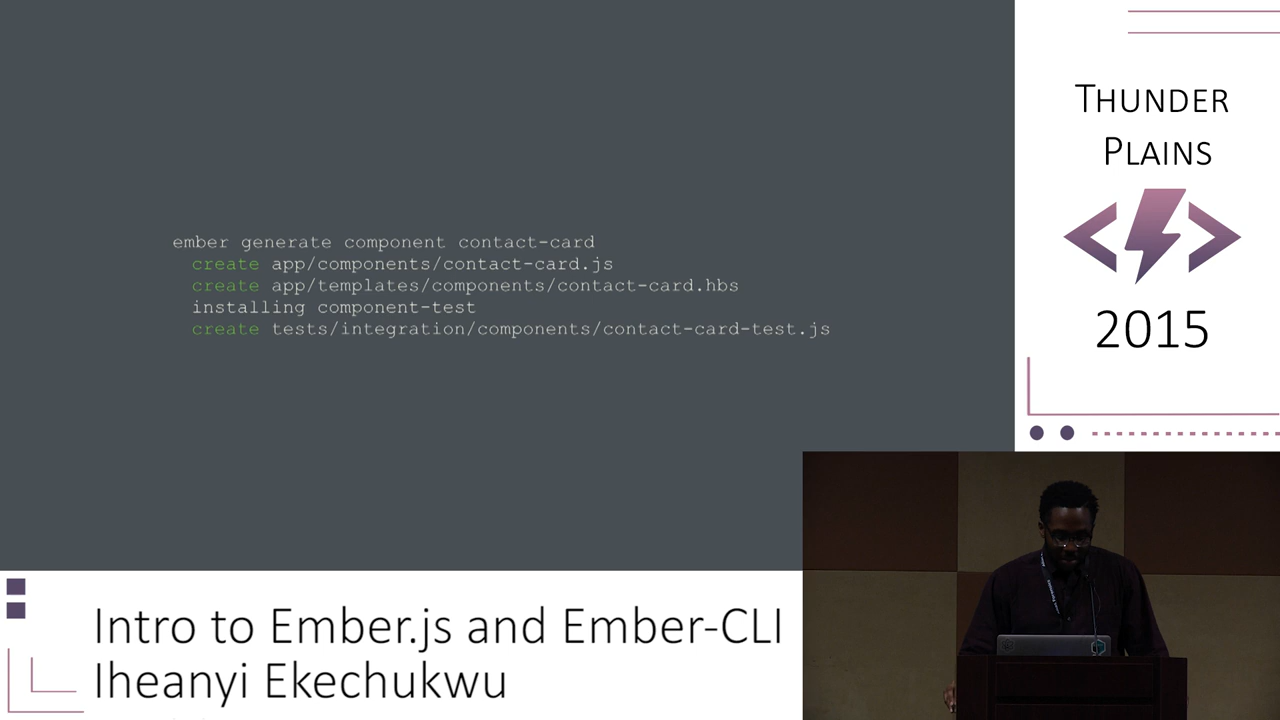 ember generate component contact-card
create app/components/contact-card.js
create app/templates/components/contact-card.hbs
installing component-test
create tests/integration/components/contact-card-test.js
THUNDER
PLAINS
2015
Intro to Ember.js and Ember-CLI
Iheanyi Ekechukwu